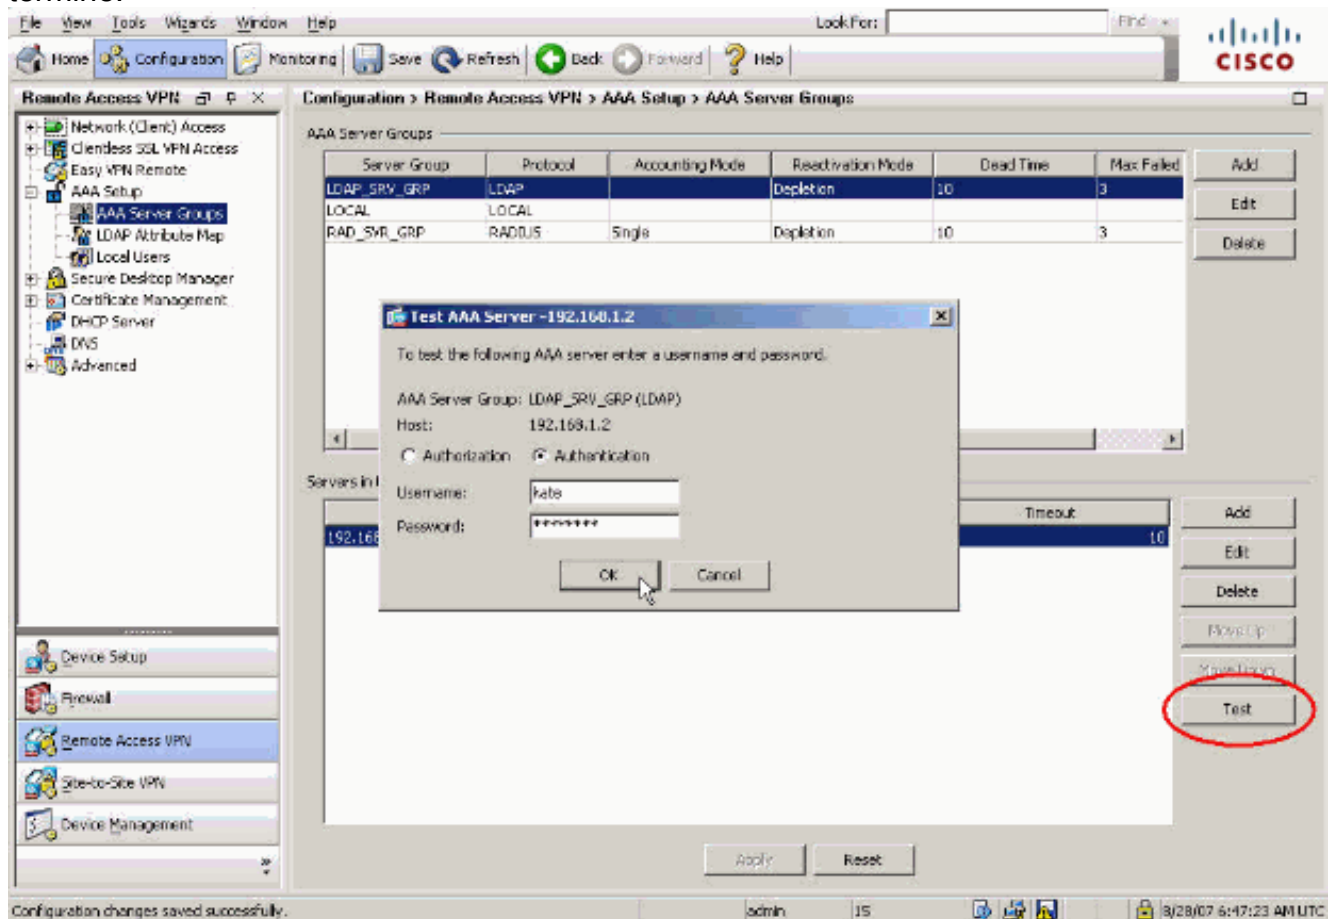 File View Tools Wizards Window Help Look For: Find
Home Configuration Monitoring Save Refresh Back Forward Help
CISCO
Remote Access VPN
Configuration > Remote Access VPN > AAA Setup > AAA Server Groups
Network (Client) Access
Clientless SSL VPN Access
Easy VPN Remote
AAA Setup
AAA Server Groups
LDAP Attribute Map
Local Users
Secure Desktop Manager
Certificate Management
DHCP Server
DNS
Advanced
AAA Server Groups
Server Group Protocol Accounting Mode Reactivation Mode Dead Time Max Failed
LDAP_SRV_GRP LDAP Depletion 10 3
LOCAL LOCAL
RAD_SVR_GRP RADIUS Single Depletion 10 3
Add
Edit
Delete
Test AAA Server -192.168.1.2
To test the following AAA server enter a username and password.
AAA Server Group: LDAP_SRV_GRP (LDAP)
Host: 192.168.1.2
Authorization Authentication
Username: kate
Password: *******
OK Cancel
Servers in
Timeout
192.168 10
Add
Edit
Delete
Move Up
Move Down
Test
Device Setup
Firewall
Remote Access VPN
Site-to-Site VPN
Device Management
Apply Reset
Configuration changes saved successfully. admin 15 8/28/07 6:47:23 AM UTC